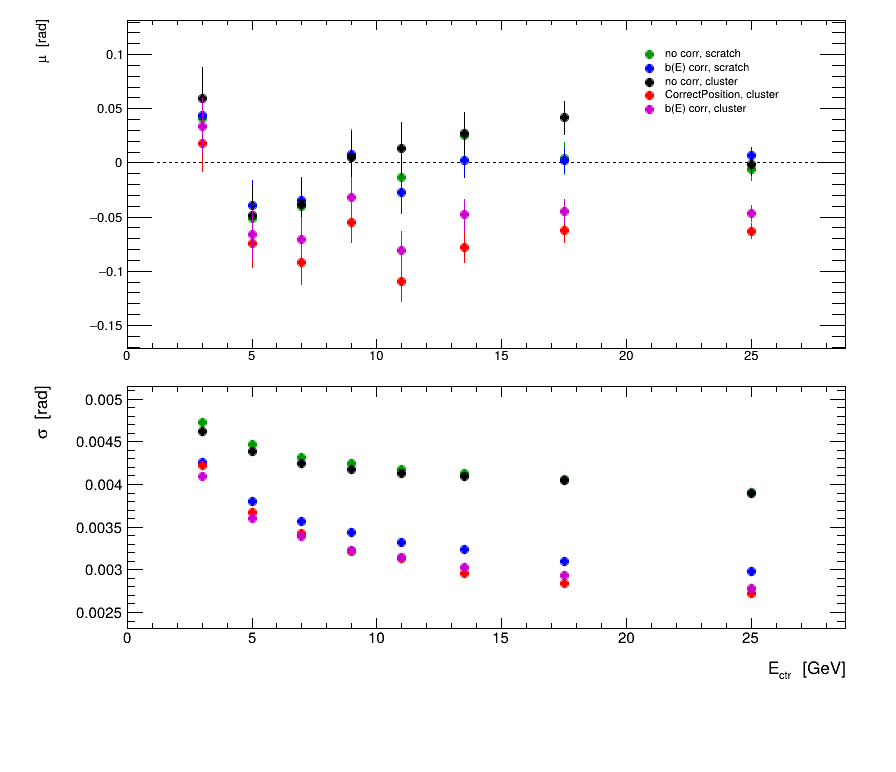 μ [rad]
0.1
0.05
0
−0.05
−0.1
−0.15
no corr, scratch
b(E) corr, scratch
no corr, cluster
CorrectPosition, cluster
b(E) corr, cluster
0 5 10 15 20 25
σ [rad]
0.005
0.0045
0.004
0.0035
0.003
0.0025
0 5 10 15 20 25
E_ctr [GeV]